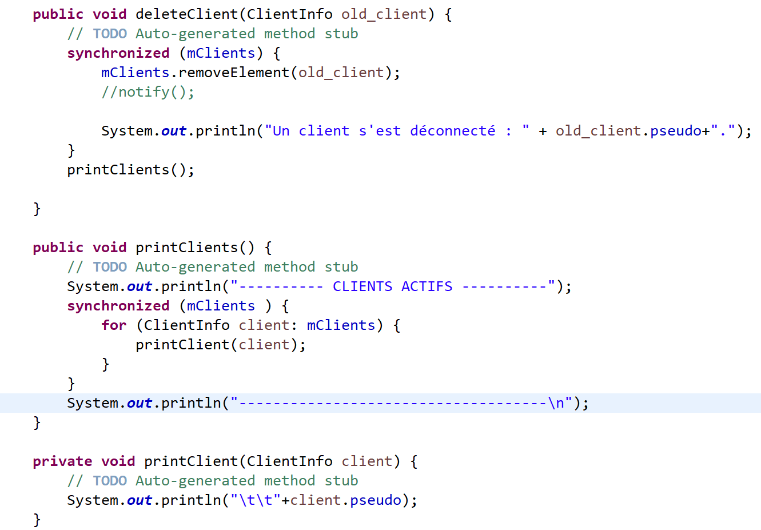 public void deleteClient(ClientInfo old_client) {
// TODO Auto-generated method stub
synchronized (mClients) {
mClients.removeElement(old_client);
//notify();
System.out.println("Un client s'est déconnecté : " + old_client.pseudo+".");
}
printClients();
}
public void printClients() {
// TODO Auto-generated method stub
System.out.println("---------- CLIENTS ACTIFS ----------");
synchronized (mClients ) {
for (ClientInfo client: mClients) {
printClient(client);
}
}
System.out.println("------------------------------------\n");
}
private void printClient(ClientInfo client) {
// TODO Auto-generated method stub
System.out.println("\t\t"+client.pseudo);
}